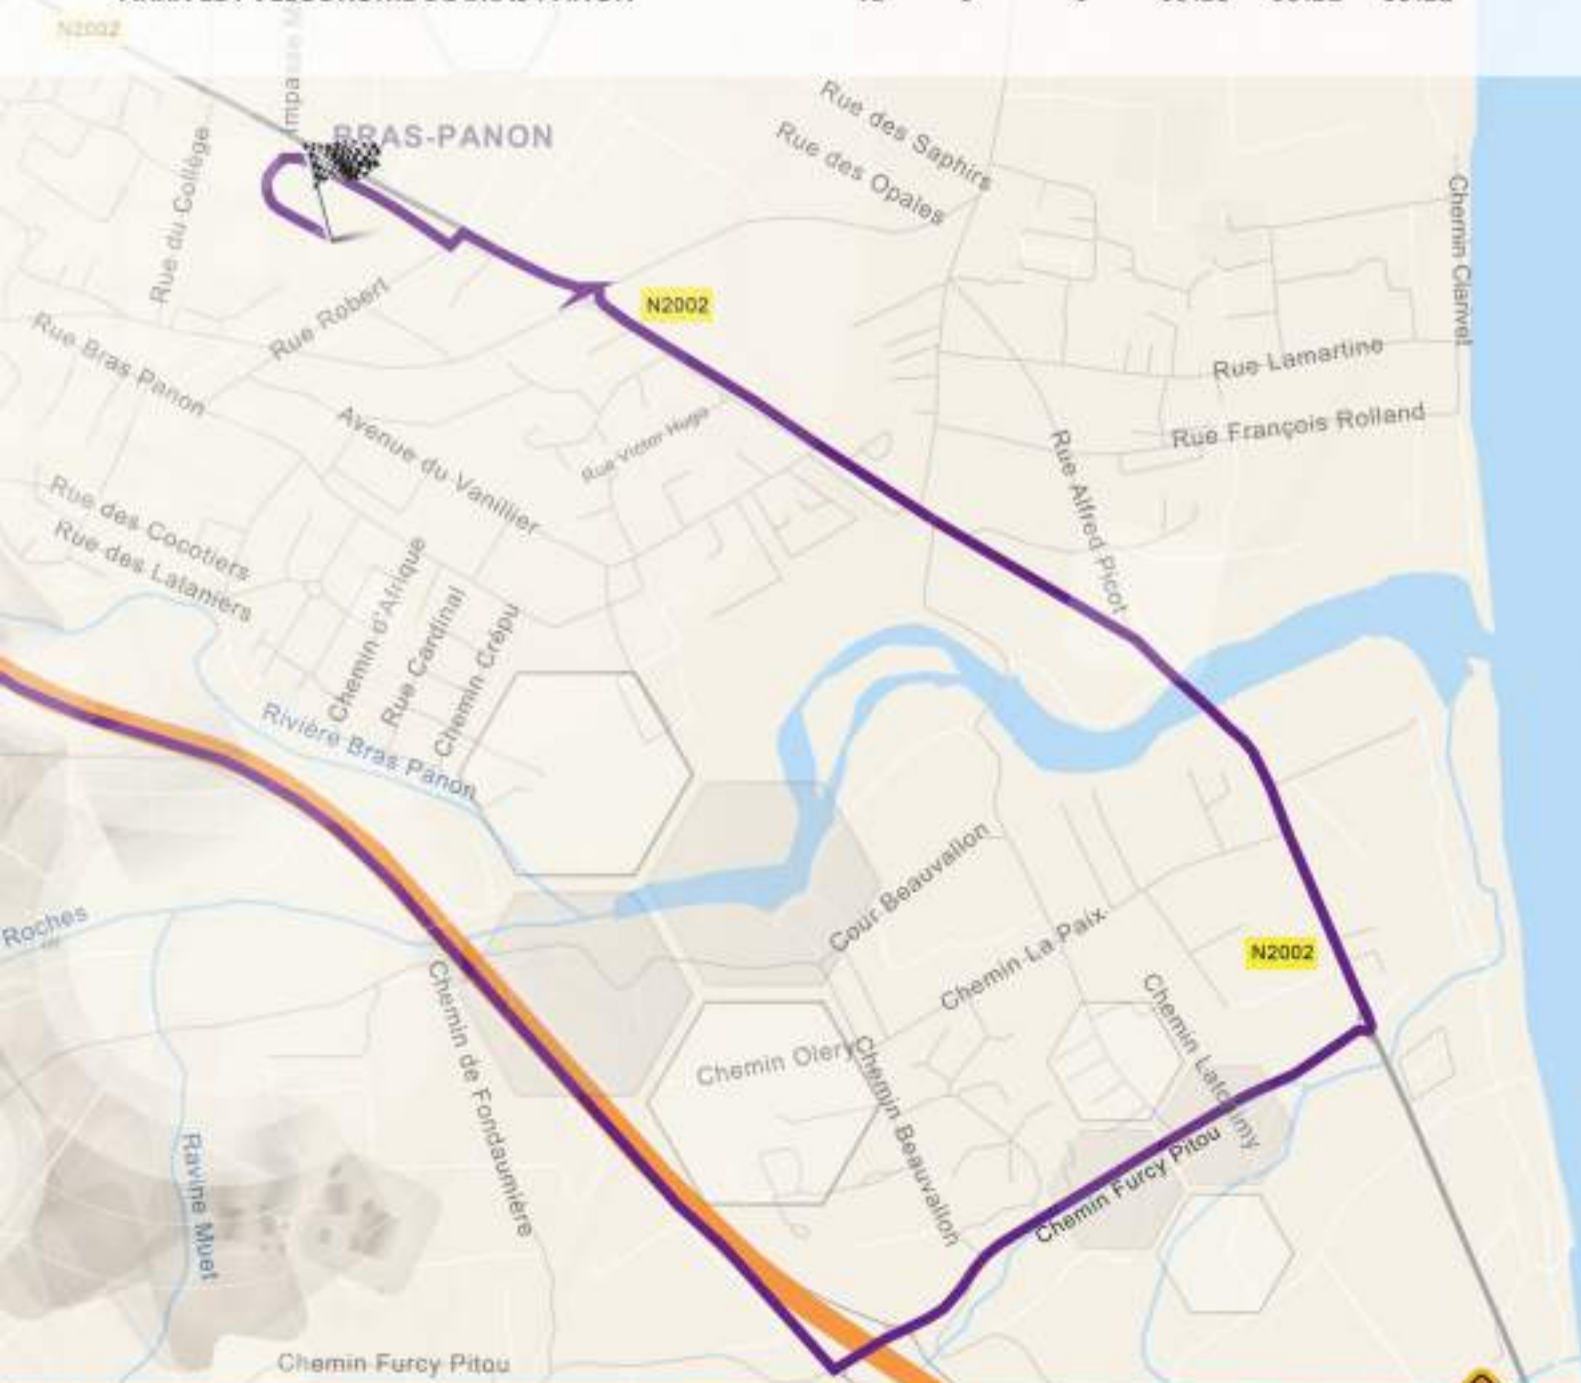 N2002
BRAS-PANON
Rue du Collège
Rue des Saphirs
Rue des Opales
Chemin Clarivet
N2002
Rue Robert
Rue Bras Panon
Rue Lamartine
Rue François Rolland
Avenue du Vanillier
Rue Victor Hugo
Rue Alfred Picot
Rue des Cocotiers
Rue des Lataniers
Chemin d'Afrique
Rue Cardinal
Chemin Crépu
Rivière Bras Panon
Cour Beauvallon
Roches
Chemin La Paix
N2002
Chemin de Fondaumière
Chemin Olery
Chemin Beauvallon
Chemin Furcy Pitou
Ravine Muet
Chemin Furcy Pitou